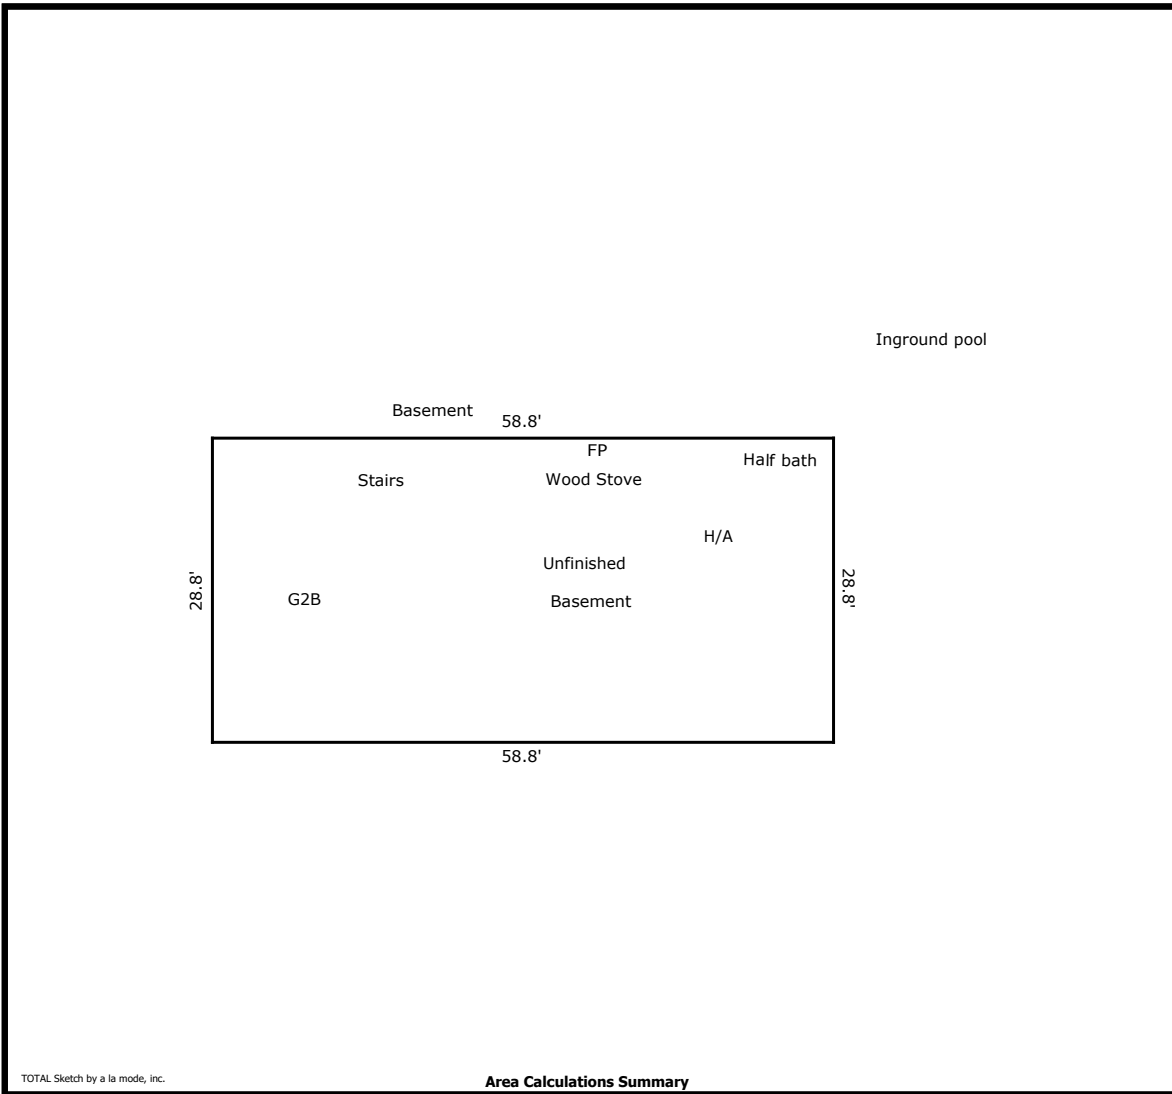 Inground pool
Basement
58.8'
FP
Half bath
Stairs
Wood Stove
H/A
Unfinished
28.8'
28.8'
G2B
Basement
58.8'
TOTAL Sketch by a la mode, inc.
Area Calculations Summary